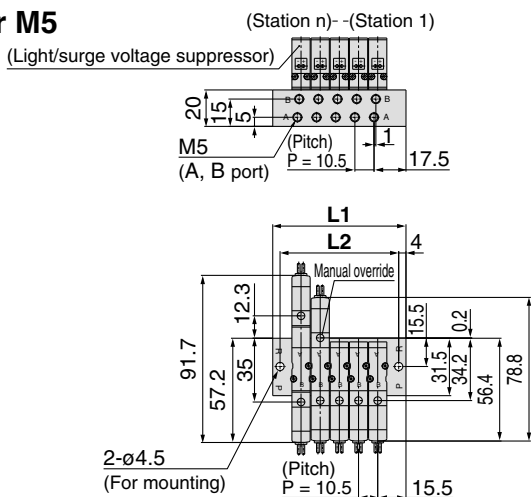 r M5
(Station n)- -(Station 1)
(Light/surge voltage suppressor)
B
B
A
A
20
15
5
1
M5
(A, B port)
(Pitch)
P = 10.5
17.5
L1
L2
4
Manual override
12.3
15.5
0.2
91.7
57.2
35
R
R
P
P
31.5
34.2
56.4
78.8
2-ø4.5
(For mounting)
(Pitch)
P = 10.5
15.5